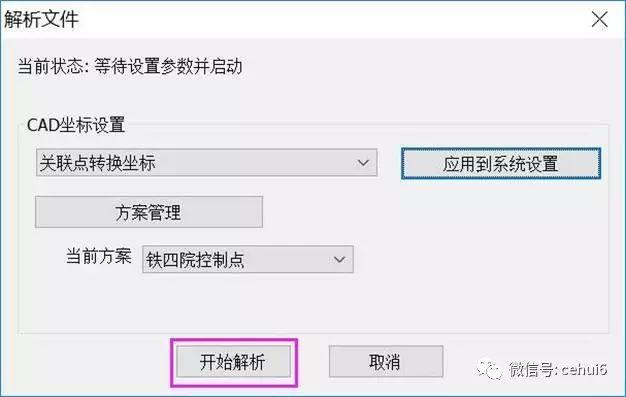 解析文件
当前状态: 等待设置参数并启动
CAD坐标设置
关联点转换坐标
应用到系统设置
方案管理
当前方案 铁四院控制点
开始解析 取消
微信号: cehui6